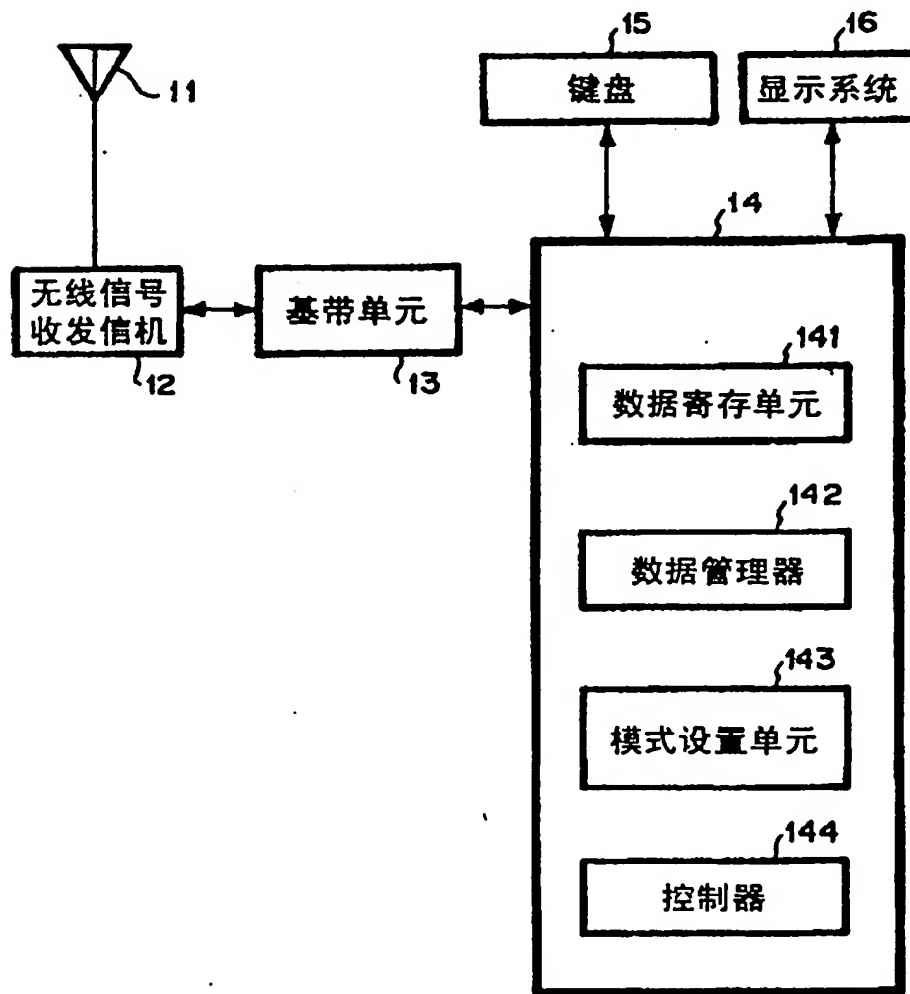 15
16
键盘
显示系统
11
14
无线信号
收发信机
基带单元
12
13
141
数据寄存单元
142
数据管理器
143
模式设置单元
144
控制器